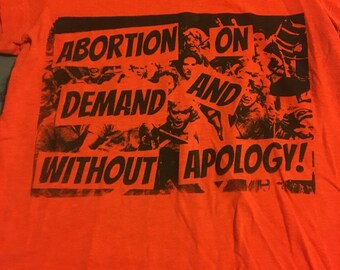 ABORTION ON
DEMAND AND
WITHOUT APOLOGY!